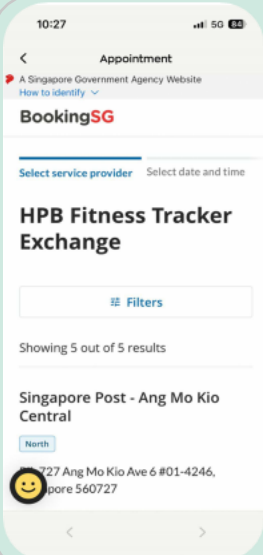 10:27
5G 84
Appointment
A Singapore Government Agency Website
How to identify
BookingSG
Select service provider Select date and time
HPB Fitness Tracker
Exchange
Filters
Showing 5 out of 5 results
Singapore Post - Ang Mo Kio
Central
North
727 Ang Mo Kio Ave 6 #01-4246,
pore 560727